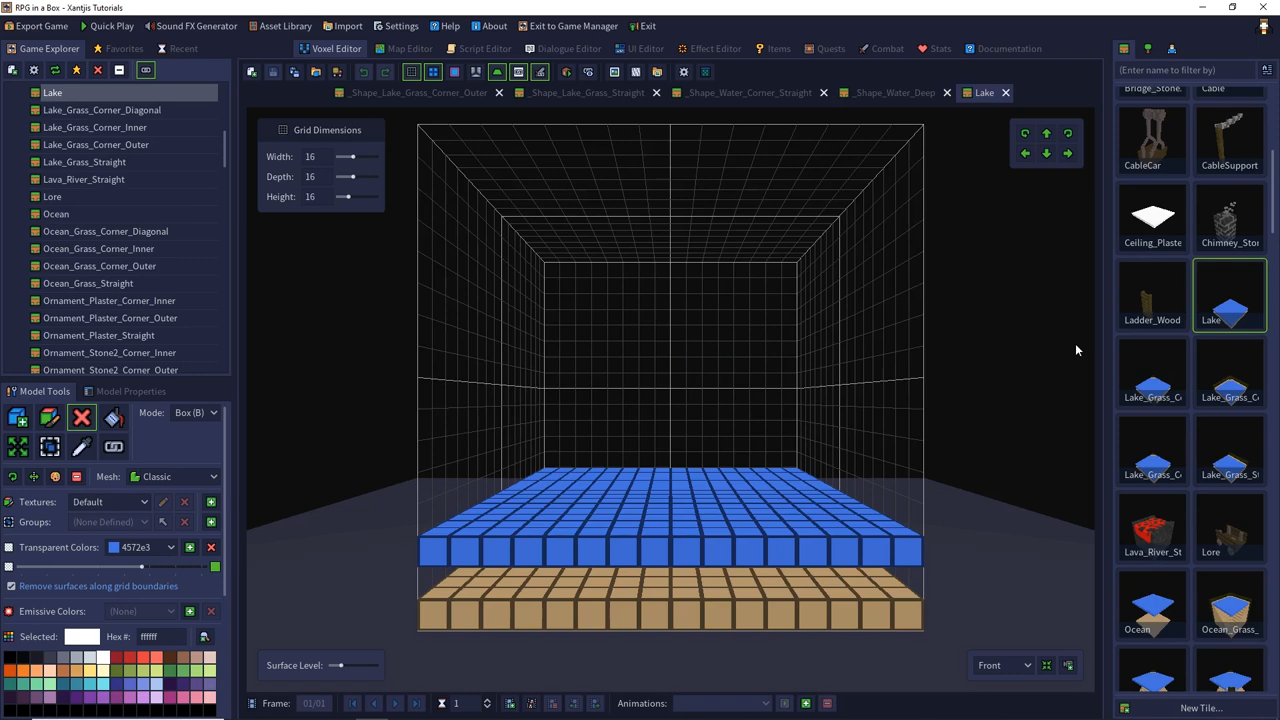 RPG in a Box - Xantjis Tutorials
Export Game Quick Play Sound FX Generator Asset Library Import Settings Help About Exit to Game Manager Exit
Game Explorer Favorites Recent
Voxel Editor Map Editor Script Editor Dialogue Editor UI Editor Effect Editor Items Quests Combat Stats Documentation
(Enter name to filter by)
_Shape_Lake_Grass_Corner_Outer _Shape_Lake_Grass_Straight _Shape_Water_Corner_Straight _Shape_Water_Deep Lake
Lake
Lake_Grass_Corner_Diagonal
Lake_Grass_Corner_Inner
Lake_Grass_Corner_Outer
Lake_Grass_Straight
Lava_River_Straight
Lore
Ocean
Ocean_Grass_Corner_Diagonal
Ocean_Grass_Corner_Inner
Ocean_Grass_Corner_Outer
Ocean_Grass_Straight
Ornament_Plaster_Corner_Inner
Ornament_Plaster_Corner_Outer
Ornament_Plaster_Straight
Ornament_Stone2_Corner_Inner
Ornament_Stone2_Corner_Outer
Model Tools Model Properties
Mode: Box (B)
Mesh: Classic
Textures: Default
Groups: (None Defined)
Transparent Colors: 4572e3
Remove surfaces along grid boundaries
Emissive Colors: (None)
Selected: Hex #: ffffff
Grid Dimensions
Width: 16
Depth: 16
Height: 16
Surface Level:
Front
Frame: 01/01 1 Animations:
Bridge_Stone. Cable
CableCar CableSupport
Ceiling_Plaste Chimney_Stor
Ladder_Wood Lake
Lake_Grass_Co Lake_Grass_Co
Lake_Grass_Co Lake_Grass_St
Lava_River_St Lore
Ocean Ocean_Grass_
New Tile...